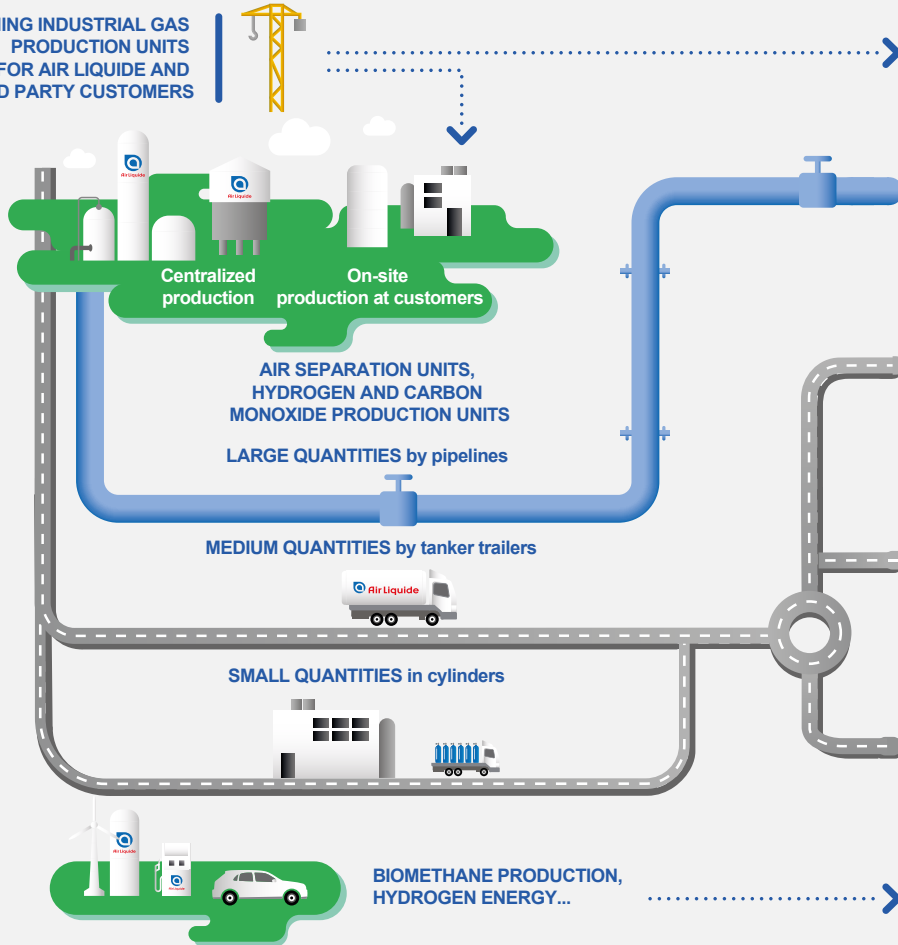 INDUSTRIAL GAS
PRODUCTION UNITS
FOR AIR LIQUIDE AND
PARTY CUSTOMERS
Air Liquide
Air Liquide
Centralized
production
On-site
production at customers
AIR SEPARATION UNITS,
HYDROGEN AND CARBON
MONOXIDE PRODUCTION UNITS
LARGE QUANTITIES by pipelines
MEDIUM QUANTITIES by tanker trailers
Air Liquide
SMALL QUANTITIES in cylinders
Air Liquide
Air Liquide
BIOMETHANE PRODUCTION,
HYDROGEN ENERGY...